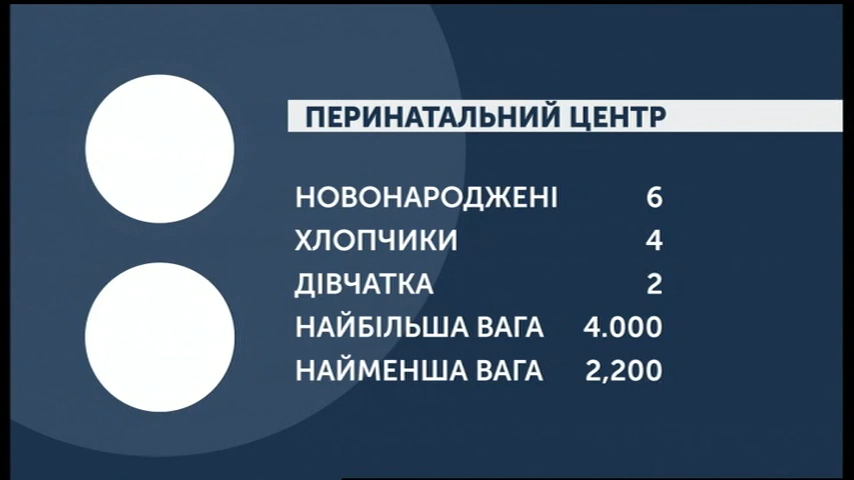 ПЕРИНАТАЛЬНИЙ ЦЕНТР
НОВОНАРОДЖЕНІ 6
ХЛОПЧИКИ 4
ДІВЧАТКА 2
НАЙБІЛЬША ВАГА 4.000
НАЙМЕНША ВАГА 2,200